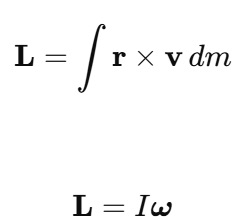 𝐋 = ∫ 𝐫 × 𝐯 dm
𝐋 = I𝛚